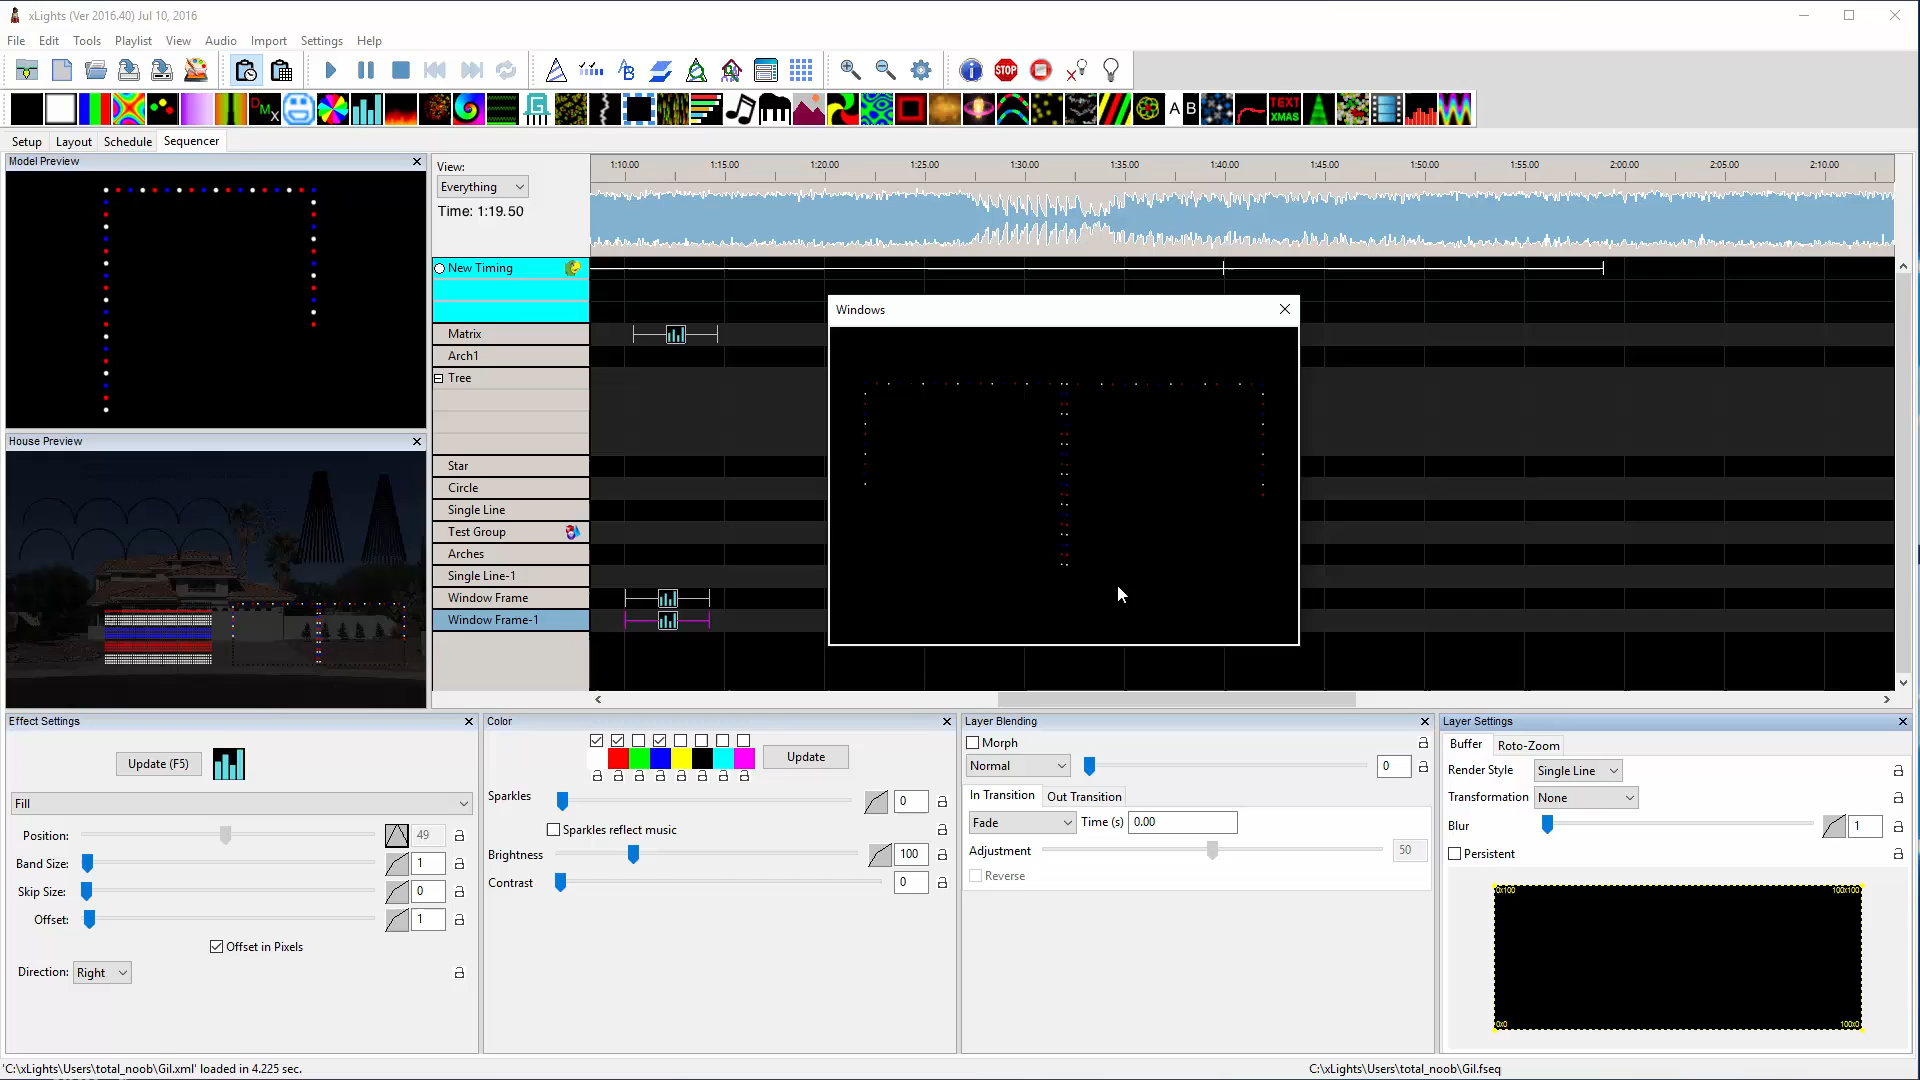 xLights (Ver 2016.40) Jul 10, 2016
File Edit Tools Playlist View Audio Import Settings Help
STOP
DM X
A B
TEXT XMAS
Setup Layout Schedule Sequencer
Model Preview
View:
Everything
Time: 1:19.50
1:10.00 1:15.00 1:20.00 1:25.00 1:30.00 1:35.00 1:40.00 1:45.00 1:50.00 1:55.00 2:00.00 2:05.00 2:10.00
New Timing
Windows
Matrix
Arch1
Tree
House Preview
Star
Circle
Single Line
Test Group
Arches
Single Line-1
Window Frame
Window Frame-1
Effect Settings
Update (F5)
Fill
Position: 49
Band Size: 1
Skip Size: 0
Offset: 1
Offset in Pixels
Direction: Right
Color
Update
Sparkles 0
Sparkles reflect music
Brightness 100
Contrast 0
Layer Blending
Morph
Normal 0
In Transition Out Transition
Fade Time (s) 0.00
Adjustment 50
Reverse
Layer Settings
Buffer Roto-Zoom
Render Style Single Line
Transformation None
Blur 1
Persistent
0x100 100x100
0x0 100x0
'C:\xLights\Users\total_noob\Gil.xml' loaded in 4.225 sec.
C:\xLights\Users\total_noob\Gil.fseq